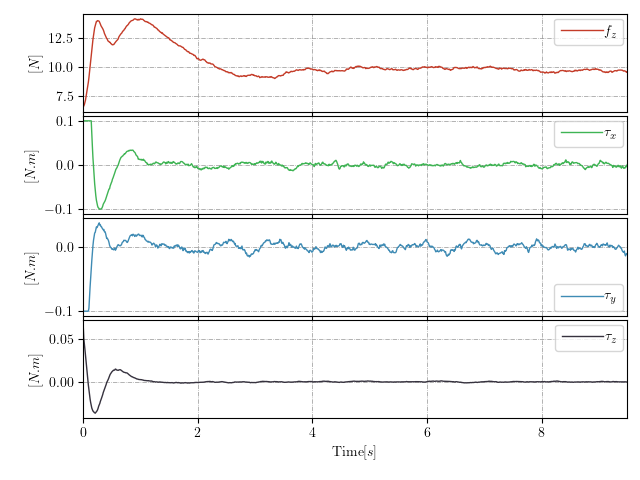 12.5
10.0
7.5
[N]
f_z
0.1
0.0
−0.1
[N.m]
τ_x
0.0
−0.1
[N.m]
τ_y
0.05
0.00
[N.m]
τ_z
0 2 4 6 8
Time[s]